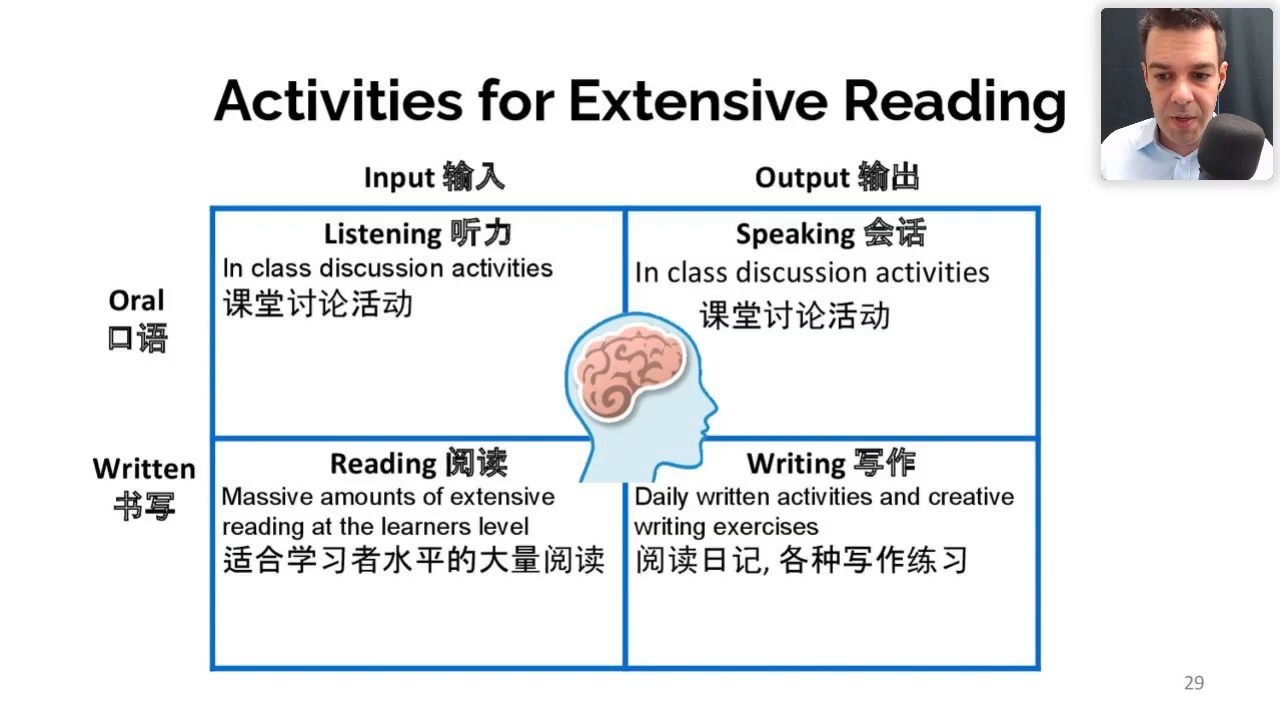 Activities for Extensive Reading
Input 输入
Output 输出
Oral
口语
Listening 听力
In class discussion activities
课堂讨论活动
Speaking 会话
In class discussion activities
课堂讨论活动
Written
书写
Reading 阅读
Massive amounts of extensive
reading at the learners level
适合学习者水平的大量阅读
Writing 写作
Daily written activities and creative
writing exercises
阅读日记, 各种写作练习
29